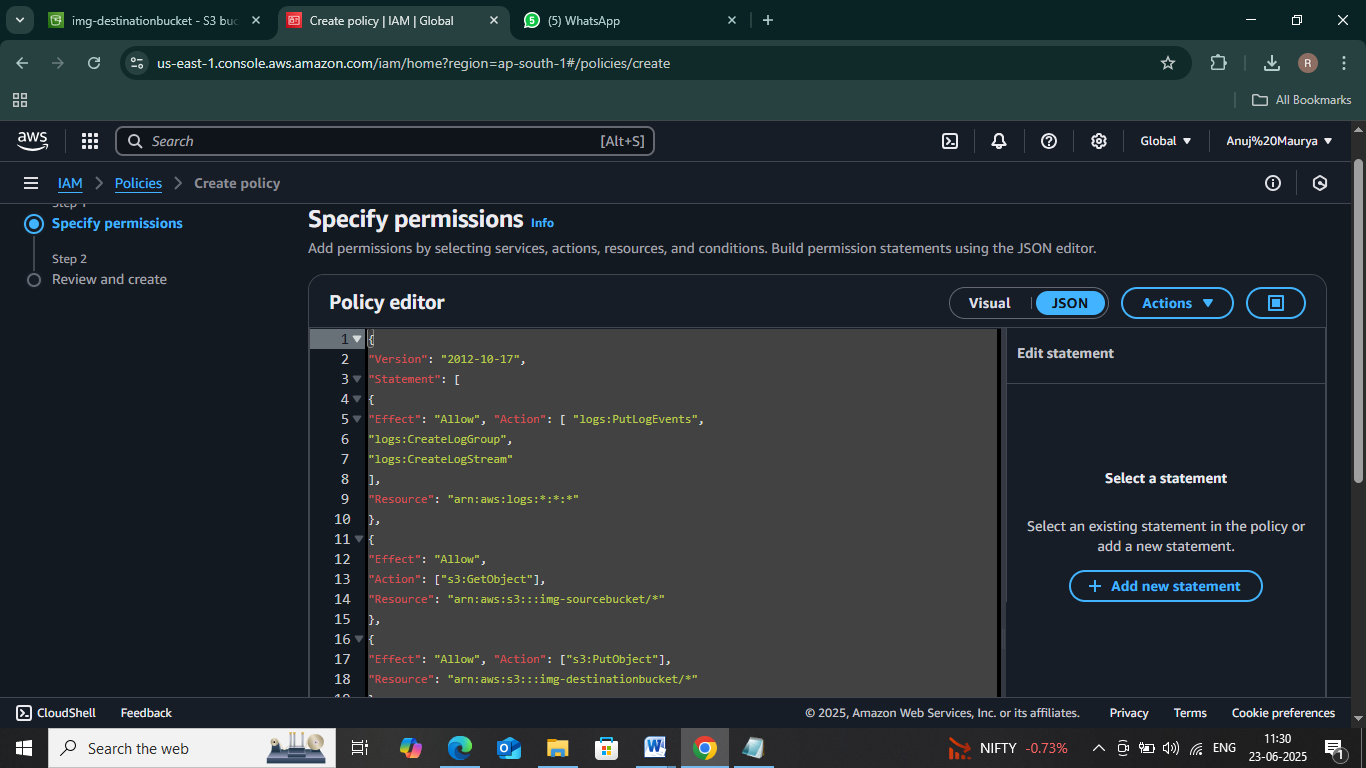 img-destinationbucket - S3 buc
Create policy | IAM | Global
(5) WhatsApp
us-east-1.console.aws.amazon.com/iam/home?region=ap-south-1#/policies/create
R
All Bookmarks
aws
Search
[Alt+S]
Global
Anuj%20Maurya
IAM
Policies
Create policy
Step 1
Specify permissions
Step 2
Review and create
Specify permissions Info
Add permissions by selecting services, actions, resources, and conditions. Build permission statements using the JSON editor.
Policy editor
Visual
JSON
Actions
1 {
2 "Version": "2012-10-17",
3 "Statement": [
4 {
5 "Effect": "Allow", "Action": [ "logs:PutLogEvents",
6 "logs:CreateLogGroup",
7 "logs:CreateLogStream"
8 ],
9 "Resource": "arn:aws:logs:*:*:*"
10 },
11 {
12 "Effect": "Allow",
13 "Action": ["s3:GetObject"],
14 "Resource": "arn:aws:s3:::img-sourcebucket/*"
15 },
16 {
17 "Effect": "Allow", "Action": ["s3:PutObject"],
18 "Resource": "arn:aws:s3:::img-destinationbucket/*"
Edit statement
Select a statement
Select an existing statement in the policy or
add a new statement.
+ Add new statement
CloudShell
Feedback
© 2025, Amazon Web Services, Inc. or its affiliates.
Privacy
Terms
Cookie preferences
Search the web
NIFTY -0.73%
ENG
11:30
23-06-2025
1